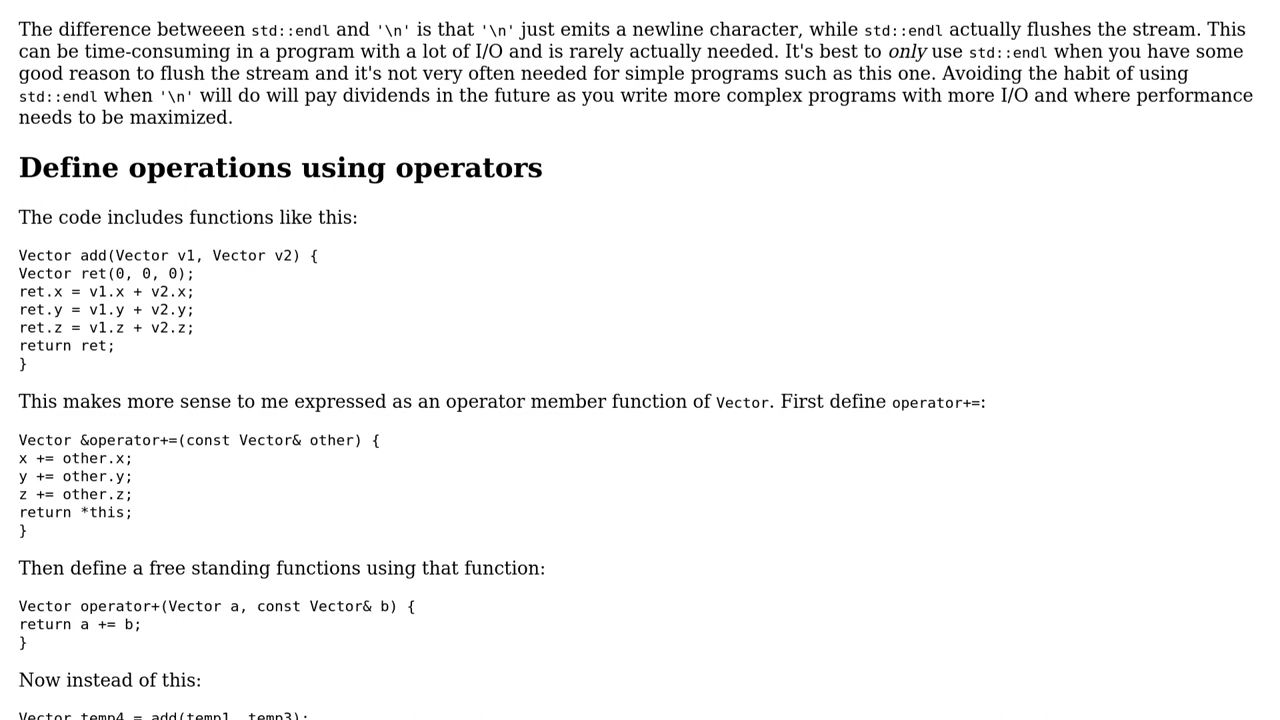 The difference betweeen std::endl and '\n' is that '\n' just emits a newline character, while std::endl actually flushes the stream. This
can be time-consuming in a program with a lot of I/O and is rarely actually needed. It's best to only use std::endl when you have some
good reason to flush the stream and it's not very often needed for simple programs such as this one. Avoiding the habit of using
std::endl when '\n' will do will pay dividends in the future as you write more complex programs with more I/O and where performance
needs to be maximized.
Define operations using operators
The code includes functions like this:
Vector add(Vector v1, Vector v2) {
Vector ret(0, 0, 0);
ret.x = v1.x + v2.x;
ret.y = v1.y + v2.y;
ret.z = v1.z + v2.z;
return ret;
}
This makes more sense to me expressed as an operator member function of Vector. First define operator+=:
Vector &operator+=(const Vector& other) {
x += other.x;
y += other.y;
z += other.z;
return *this;
}
Then define a free standing functions using that function:
Vector operator+(Vector a, const Vector& b) {
return a += b;
}
Now instead of this:
Vector temp4 = add(temp1, temp3);